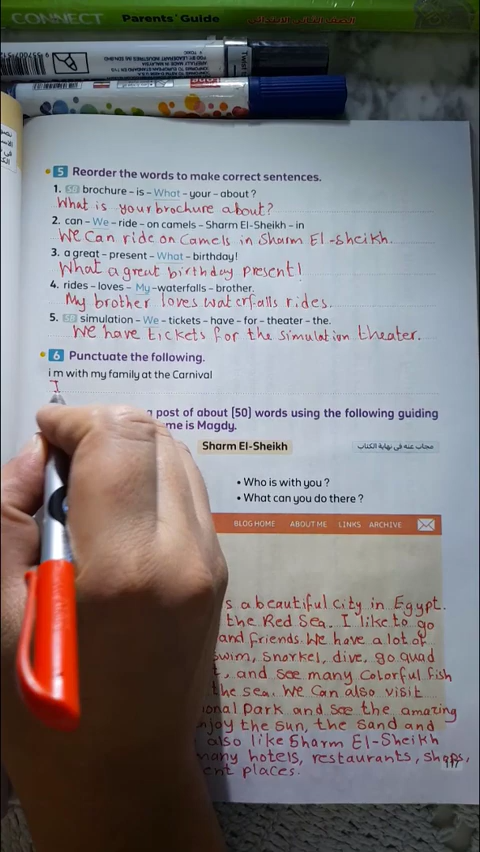 CONNECT Parents' Guide
5 Reorder the words to make correct sentences.
1. brochure – is – What – your – about ?
What is your brochure about?
2. can – We – ride – on camels – Sharm El-Sheikh – in
We Can ride on Camels in Sharm El-sheikh.
3. a great – present – What – birthday!
What a great birthday present!
4. rides – loves – My – waterfalls – brother.
My brother loves waterfalls rides.
5. simulation – We – tickets – have – for – theater – the.
We have tickets for the simulation theater.
6 Punctuate the following.
i m with my family at the Carnival
I
post of about [50] words using the following guiding
me is Magdy.
Sharm El-Sheikh
مجاب عنه في نهاية الكتاب
• Who is with you ?
• What can you do there ?
BLOG HOME ABOUT ME LINKS ARCHIVE
s a beautiful city in Egypt.
the Red Sea. I like to go
and friends. We have a lot of
swim, snorkel, dive, go quad
, and see many colorful fish
the sea. We can also visit
ional Park and see the amazing
njoy the sun, the sand and
also like Sharm El-Sheikh
many hotels, restaurants, shops,
ent places.